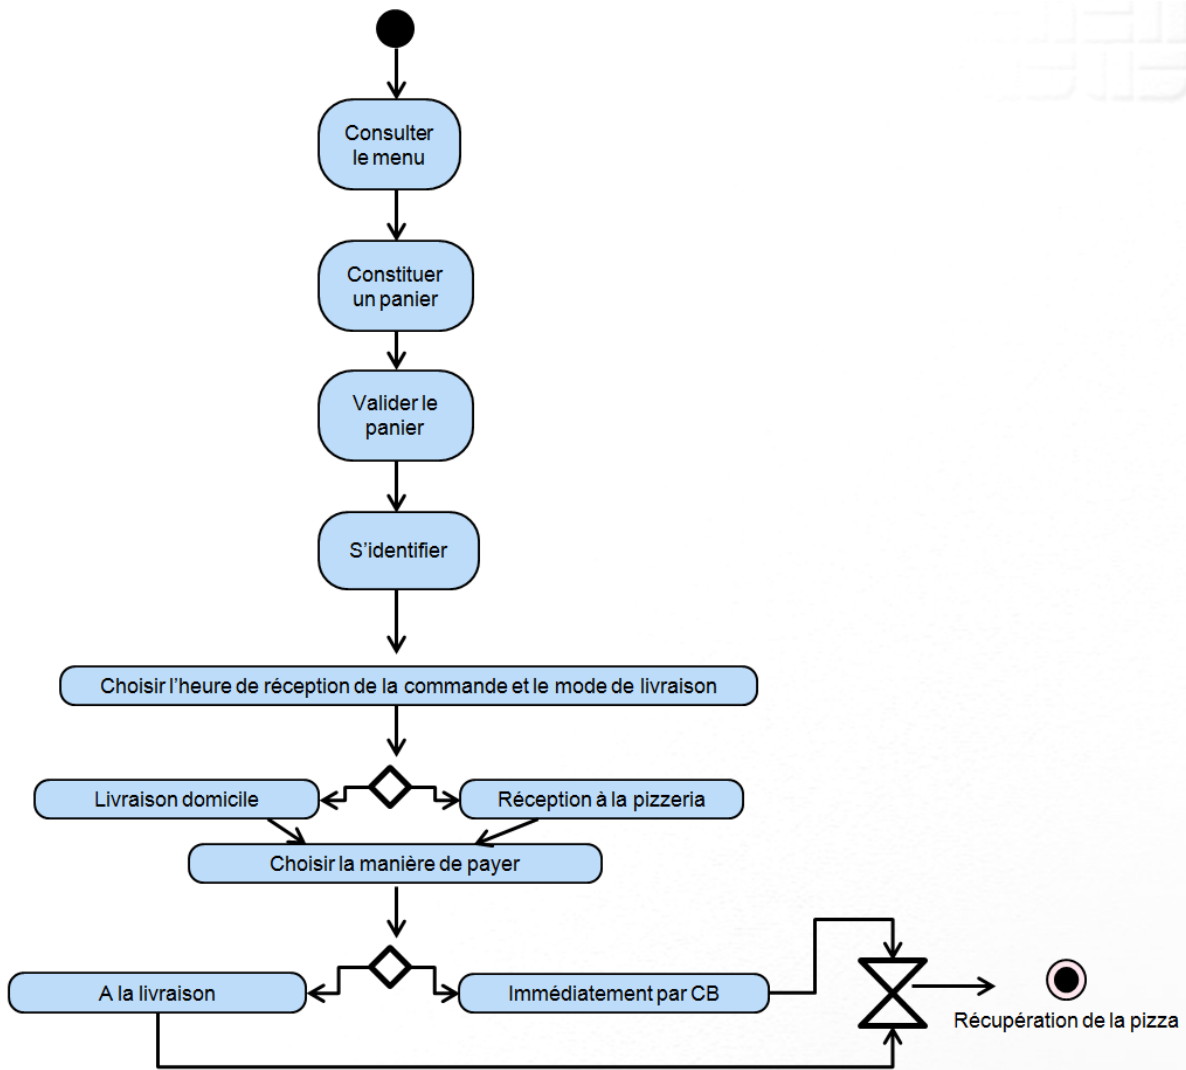 Consulter
le menu
Constituer
un panier
Valider le
panier
S’identifier
Choisir l’heure de réception de la commande et le mode de livraison
Livraison domicile
Réception à la pizzeria
Choisir la manière de payer
A la livraison
Immédiatement par CB
Récupération de la pizza